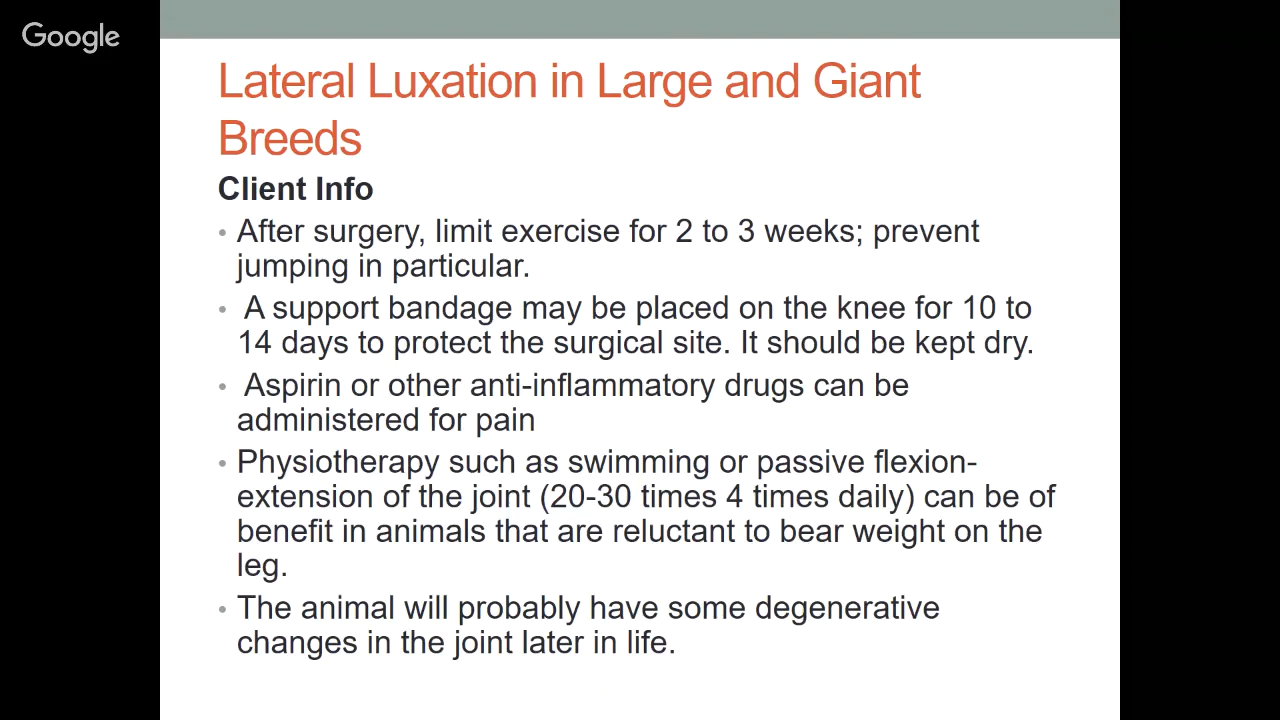 Google
Lateral Luxation in Large and Giant
Breeds
Client Info
• After surgery, limit exercise for 2 to 3 weeks; prevent
jumping in particular.
• A support bandage may be placed on the knee for 10 to
14 days to protect the surgical site. It should be kept dry.
• Aspirin or other anti-inflammatory drugs can be
administered for pain
• Physiotherapy such as swimming or passive flexion-
extension of the joint (20-30 times 4 times daily) can be of
benefit in animals that are reluctant to bear weight on the
leg.
• The animal will probably have some degenerative
changes in the joint later in life.